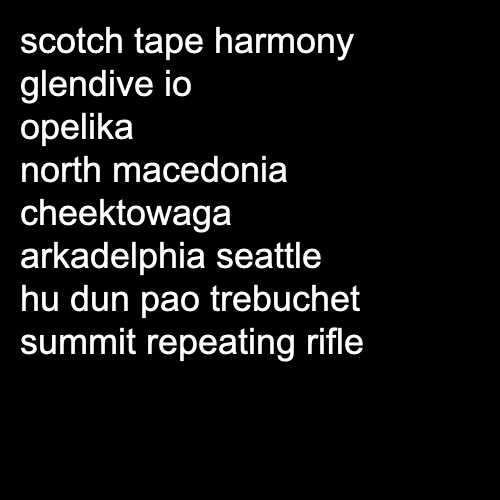 scotch tape harmony
glendive io
opelika
north macedonia
cheektowaga
arkadelphia seattle
hu dun pao trebuchet
summit repeating rifle